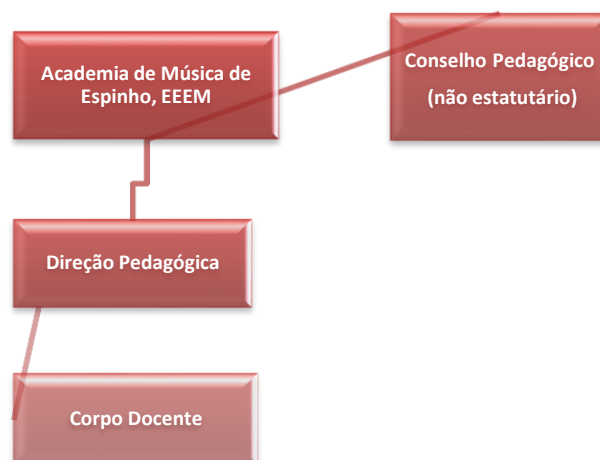 Academia de Música de
Espinho, EEEM
Conselho Pedagógico
(não estatutário)
Direção Pedagógica
Corpo Docente